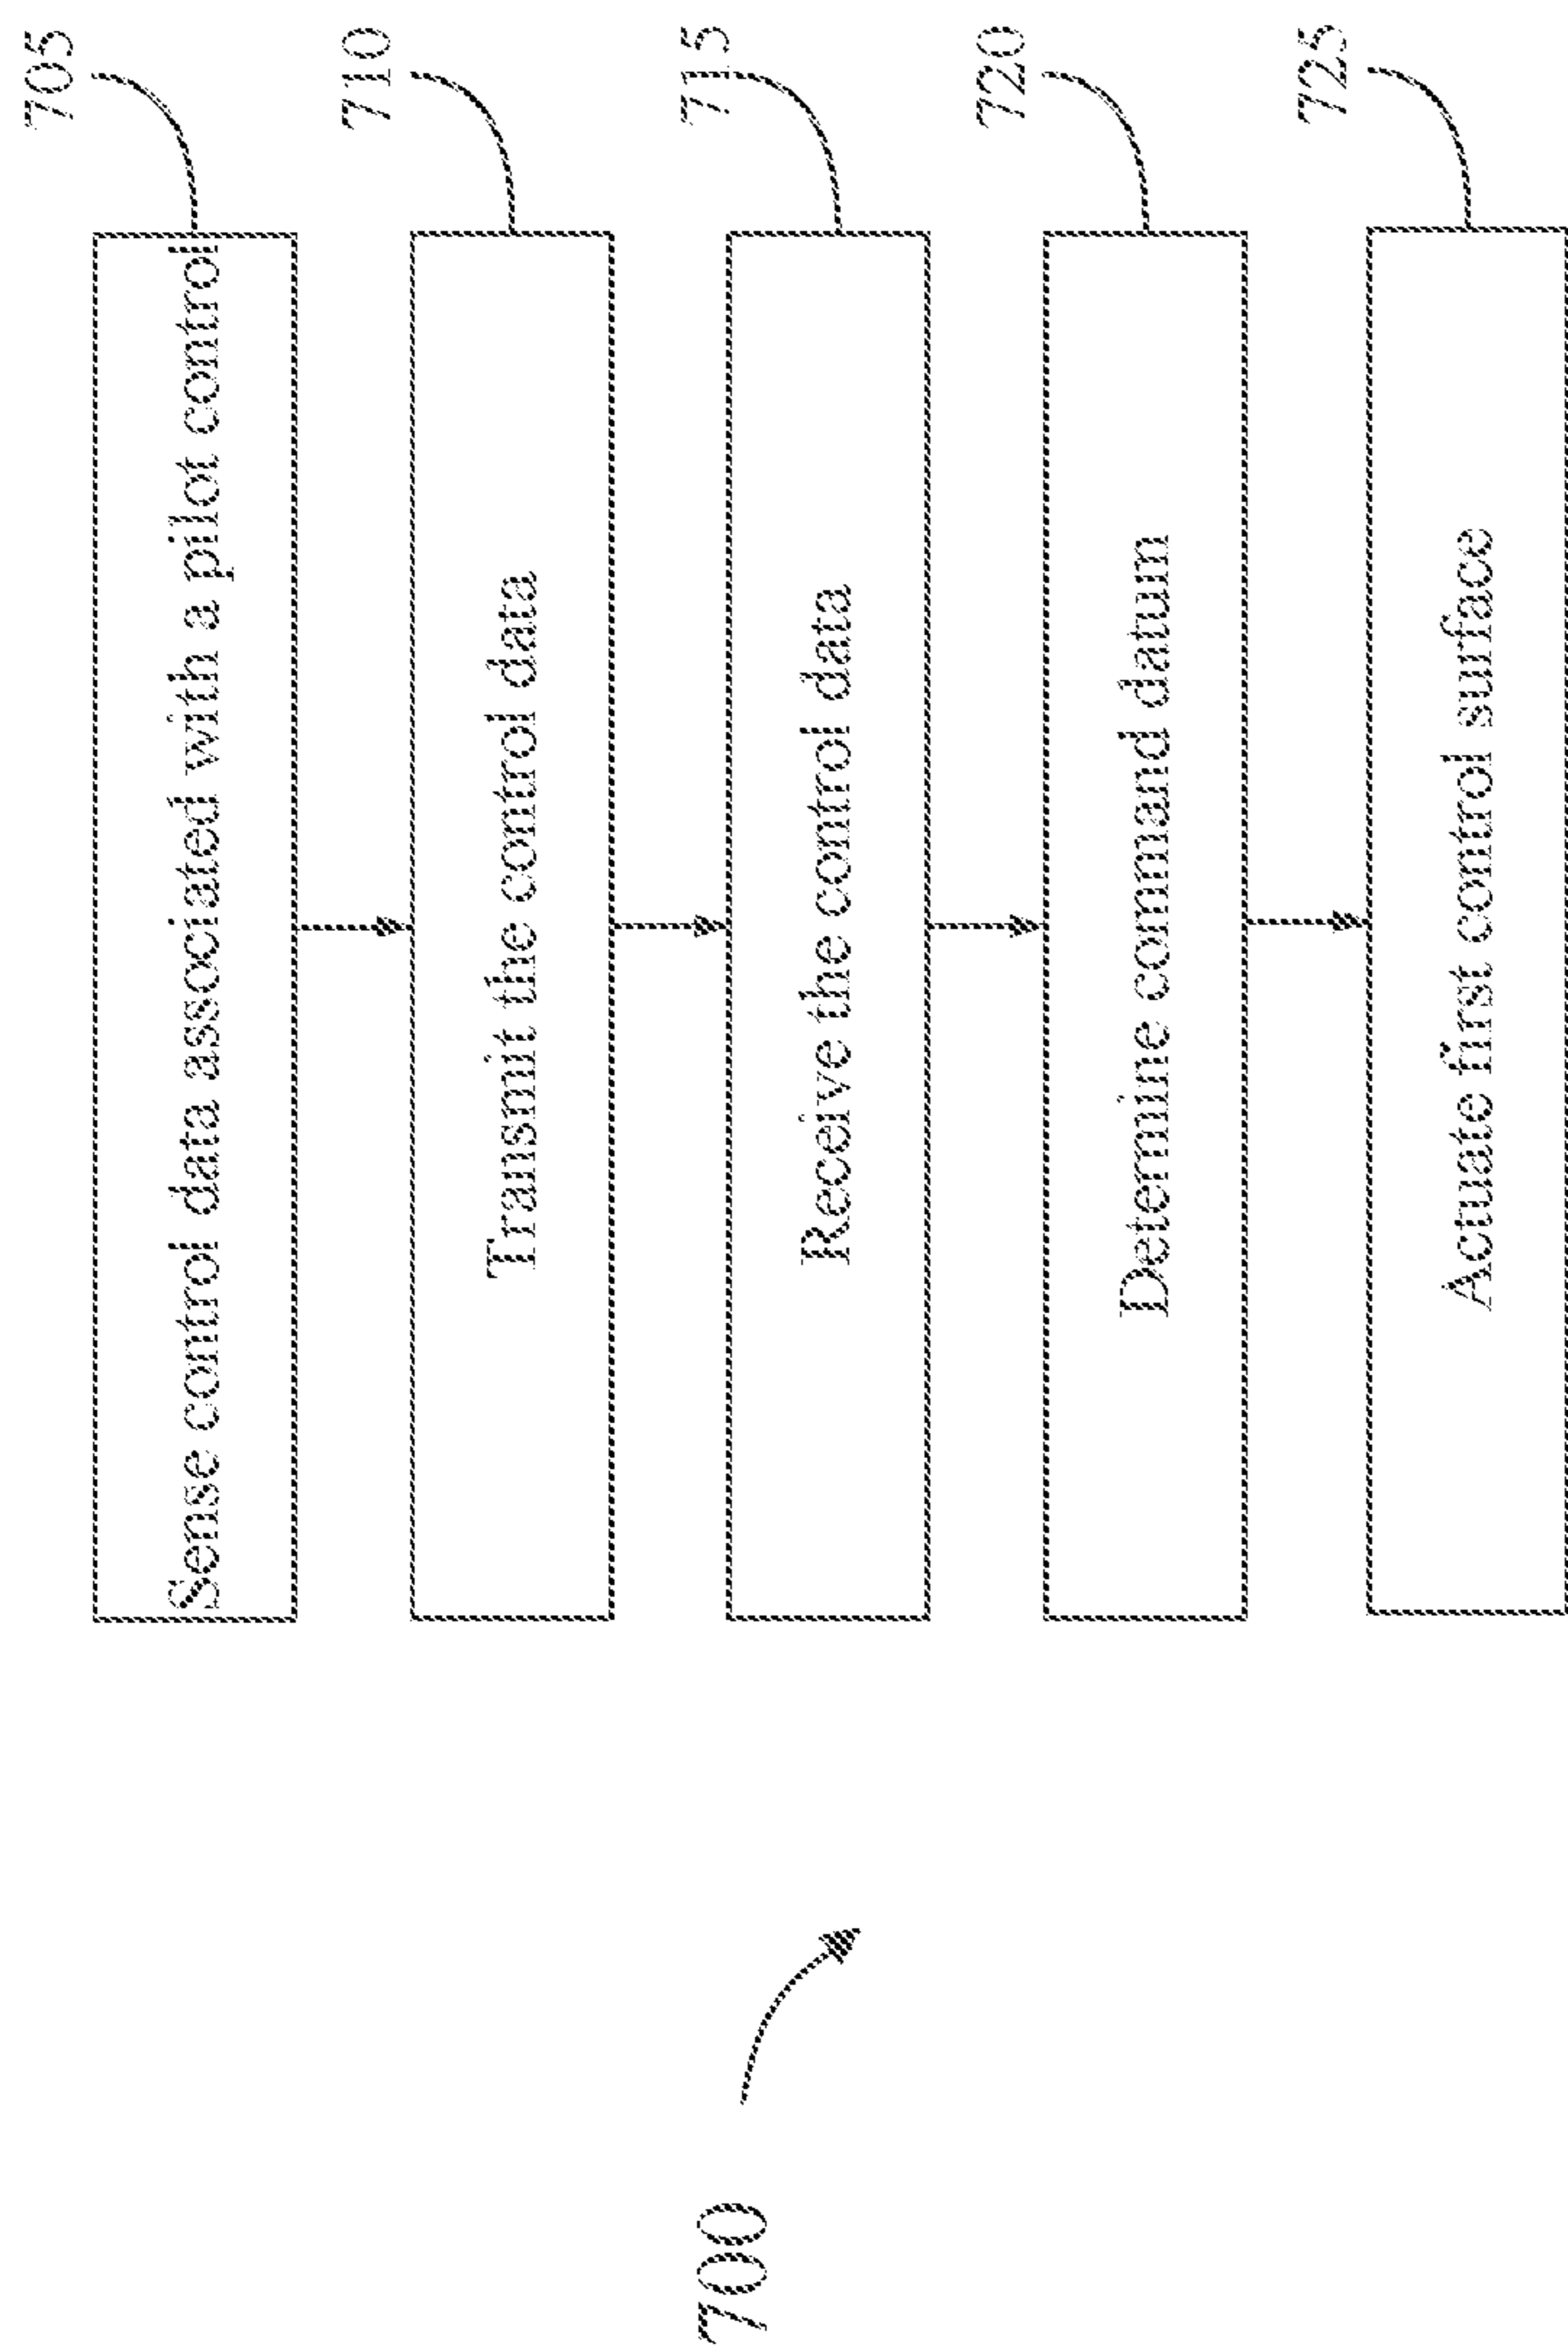 705
Sense control data associated with a pilot control
710
Transmit the control data
715
Receive the control data
720
Determine command datum
725
Actuate first control surface
700